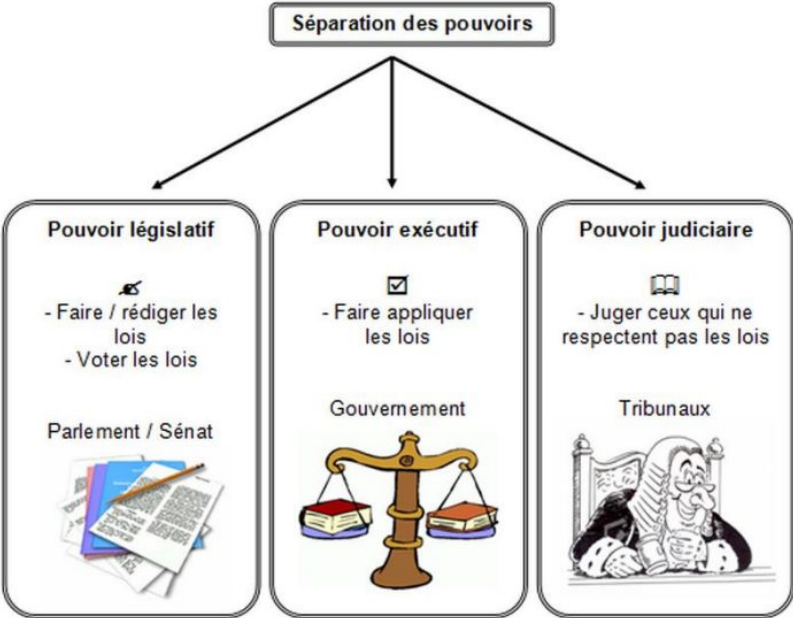 Séparation des pouvoirs
Pouvoir législatif
- Faire / rédiger les
lois
- Voter les lois
Parlement / Sénat
Pouvoir exécutif
- Faire appliquer
les lois
Gouvernement
Pouvoir judiciaire
- Juger ceux qui ne
respectent pas les lois
Tribunaux